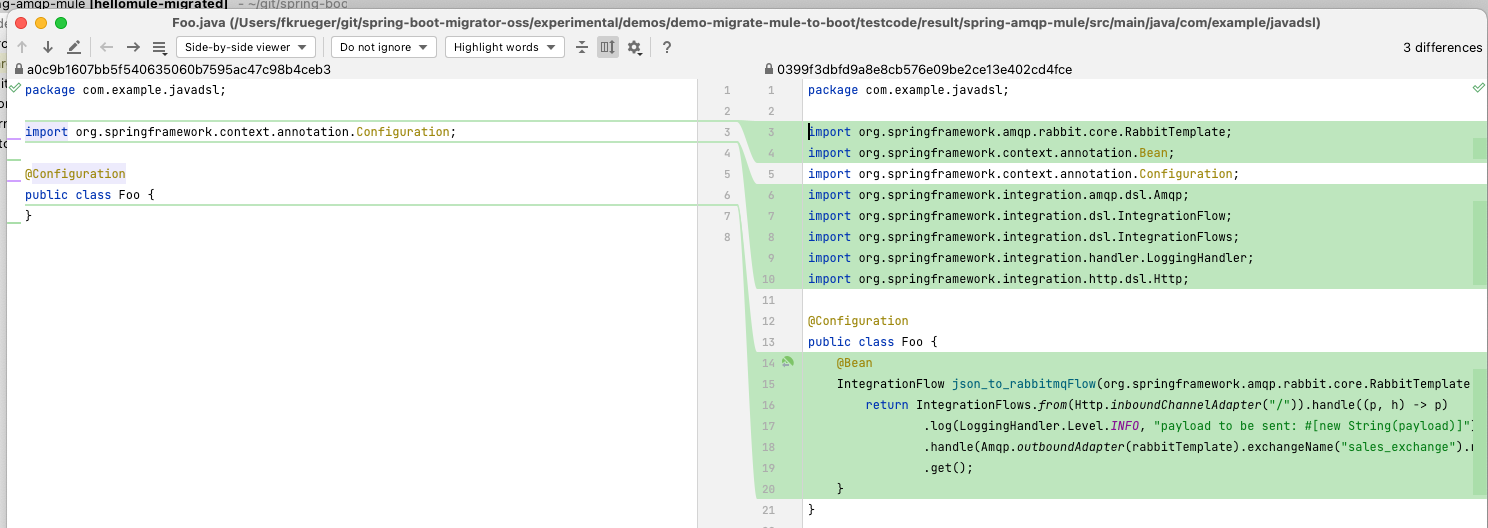 ng-amqp-mule [hellomule-migrated] - ~/git/spring-boo
Foo.java (/Users/fkrueger/git/spring-boot-migrator-oss/experimental/demos/demo-migrate-mule-to-boot/testcode/result/spring-amqp-mule/src/main/java/com/example/javadsl)
Side-by-side viewer Do not ignore Highlight words ? 3 differences
a0c9b1607bb5f540635060b7595ac47c98b4ceb3
package com.example.javadsl; 1
2
import org.springframework.context.annotation.Configuration; 3
4
@Configuration 5
public class Foo { 6
} 7
8
0399f3dbfd9a8e8cb576e09be2ce13e402cd4fce
1 package com.example.javadsl;
2
3 import org.springframework.amqp.rabbit.core.RabbitTemplate;
4 import org.springframework.context.annotation.Bean;
5 import org.springframework.context.annotation.Configuration;
6 import org.springframework.integration.amqp.dsl.Amqp;
7 import org.springframework.integration.dsl.IntegrationFlow;
8 import org.springframework.integration.dsl.IntegrationFlows;
9 import org.springframework.integration.handler.LoggingHandler;
10 import org.springframework.integration.http.dsl.Http;
11
12 @Configuration
13 public class Foo {
14 @Bean
15 IntegrationFlow json_to_rabbitmqFlow(org.springframework.amqp.rabbit.core.RabbitTemplate
16 return IntegrationFlows.from(Http.inboundChannelAdapter("/")).handle((p, h) -> p)
17 .log(LoggingHandler.Level.INFO, "payload to be sent: #[new String(payload)]")
18 .handle(Amqp.outboundAdapter(rabbitTemplate).exchangeName("sales_exchange").
19 .get();
20 }
21 }